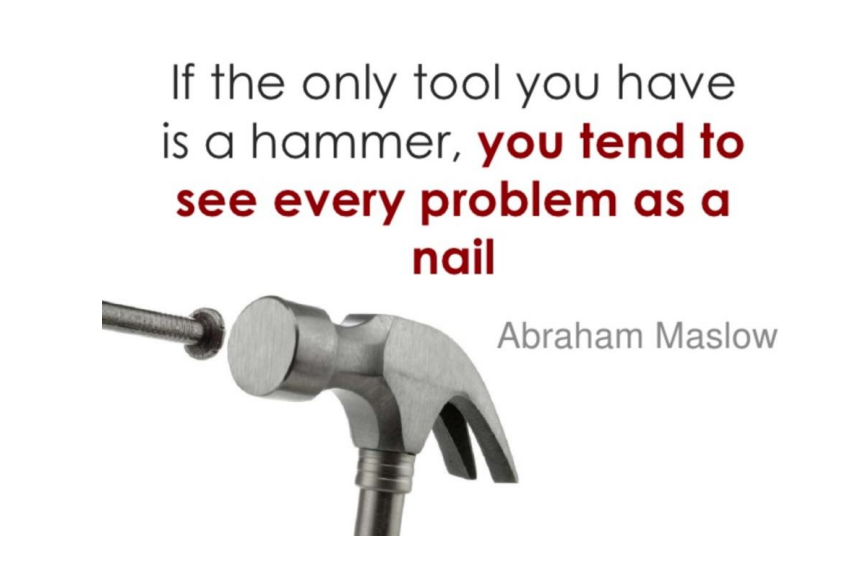 If the only tool you have
is a hammer, you tend to
see every problem as a
nail
Abraham Maslow